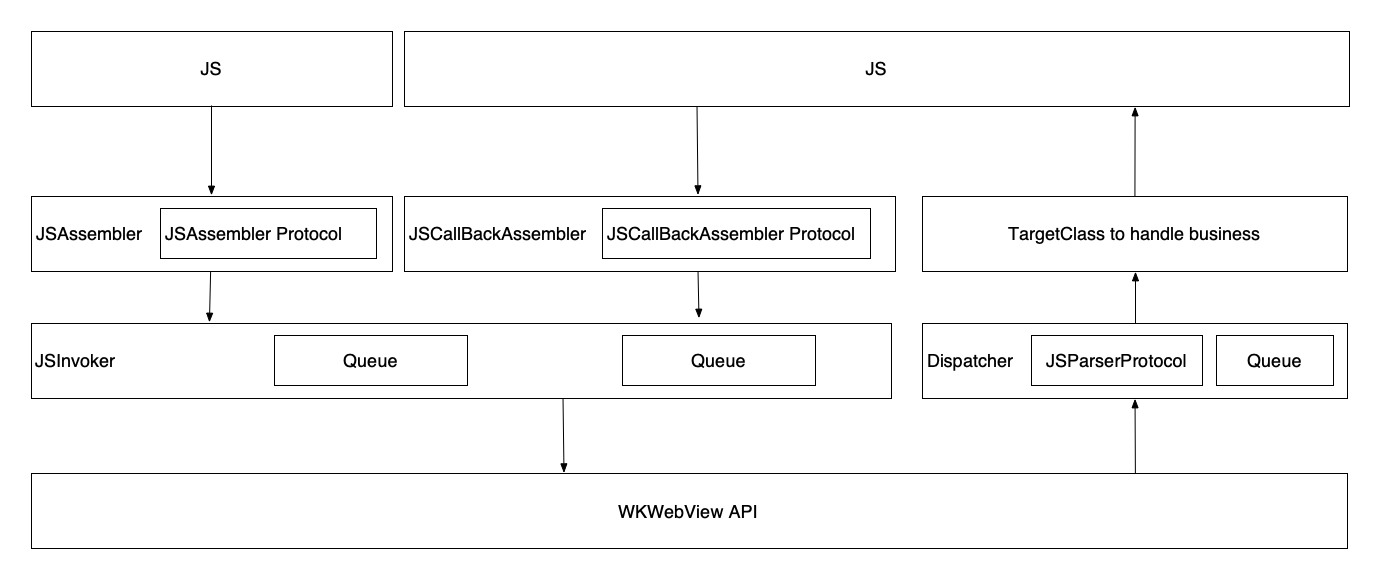 JS
JS
JSAssembler
JSAssembler Protocol
JSCallBackAssembler
JSCallBackAssembler Protocol
TargetClass to handle business
JSInvoker
Queue
Queue
Dispatcher
JSParserProtocol
Queue
WKWebView API